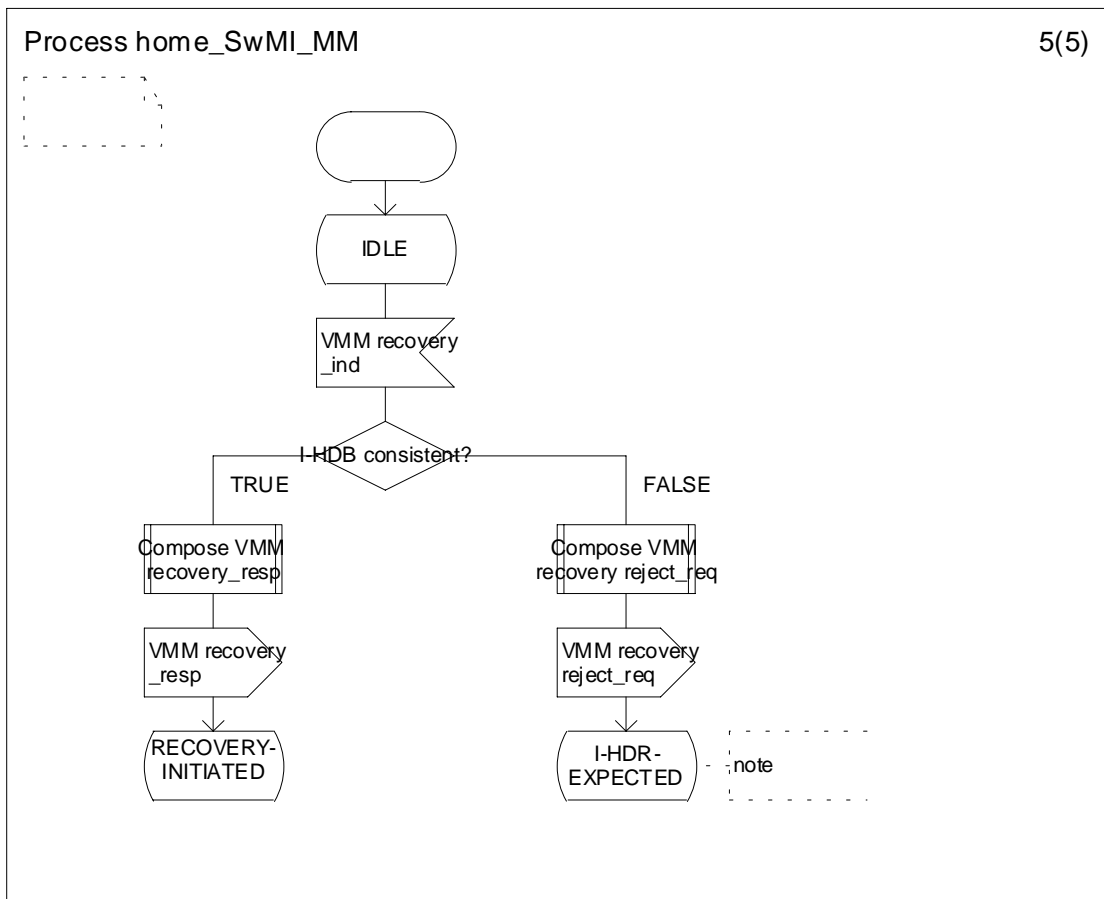 Process home_SwMI_MM
5(5)
IDLE
VMM recovery
_ind
I-HDB consistent?
TRUE
FALSE
Compose VMM
recovery_resp
Compose VMM
recovery reject_req
VMM recovery
_resp
VMM recovery
reject_req
RECOVERY-
INITIATED
I-HDR-
EXPECTED
note